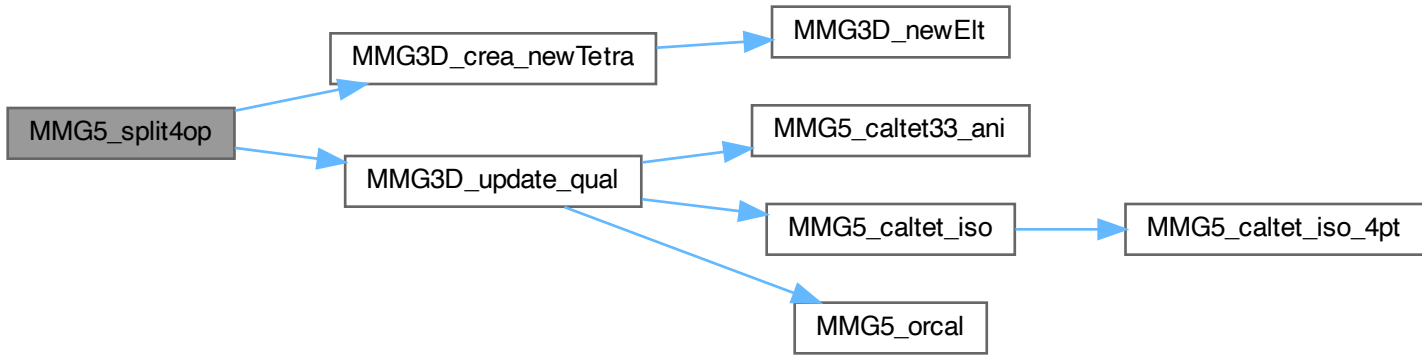 MMG5_split4op
MMG3D_crea_newTetra
MMG3D_newElt
MMG3D_update_qual
MMG5_caltet33_ani
MMG5_caltet_iso
MMG5_caltet_iso_4pt
MMG5_orcal